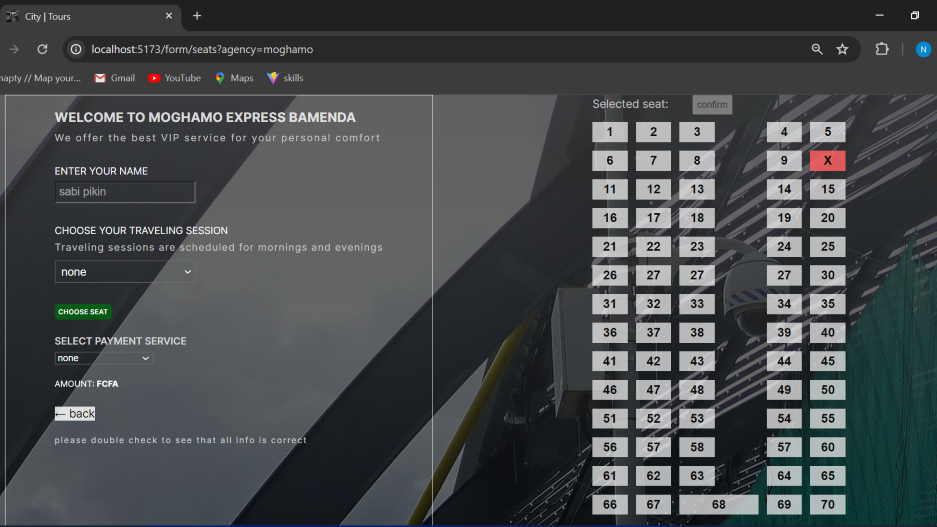 City | Tours
localhost:5173/form/seats?agency=moghamo
N
napty // Map your... Gmail YouTube Maps skills
WELCOME TO MOGHAMO EXPRESS BAMENDA
We offer the best VIP service for your personal comfort
ENTER YOUR NAME
sabi pikin
CHOOSE YOUR TRAVELING SESSION
Traveling sessions are scheduled for mornings and evenings
none
CHOOSE SEAT
SELECT PAYMENT SERVICE
none
AMOUNT: FCFA
← back
please double check to see that all info is correct
Selected seat: confirm
1 2 3 4 5
6 7 8 9 X
11 12 13 14 15
16 17 18 19 20
21 22 23 24 25
26 27 27 27 30
31 32 33 34 35
36 37 38 39 40
41 42 43 44 45
46 47 48 49 50
51 52 53 54 55
56 57 58 57 60
61 62 63 64 65
66 67 68 69 70